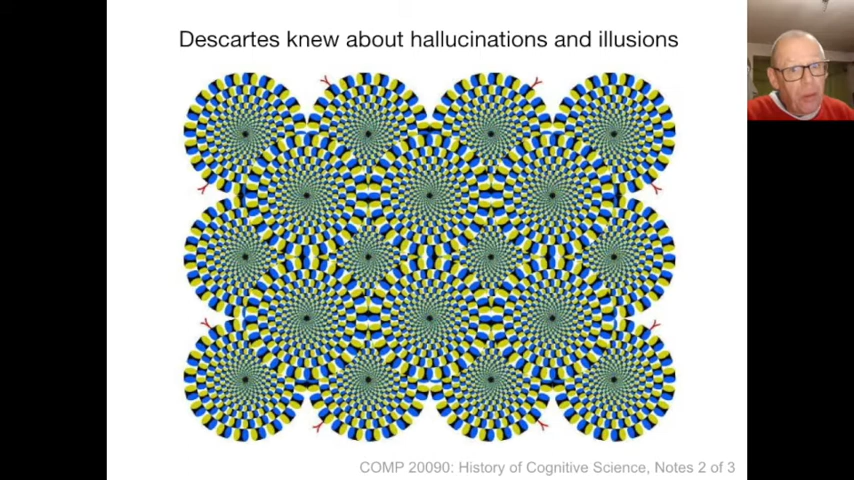 Descartes knew about hallucinations and illusions
COMP 20090: History of Cognitive Science, Notes 2 of 3